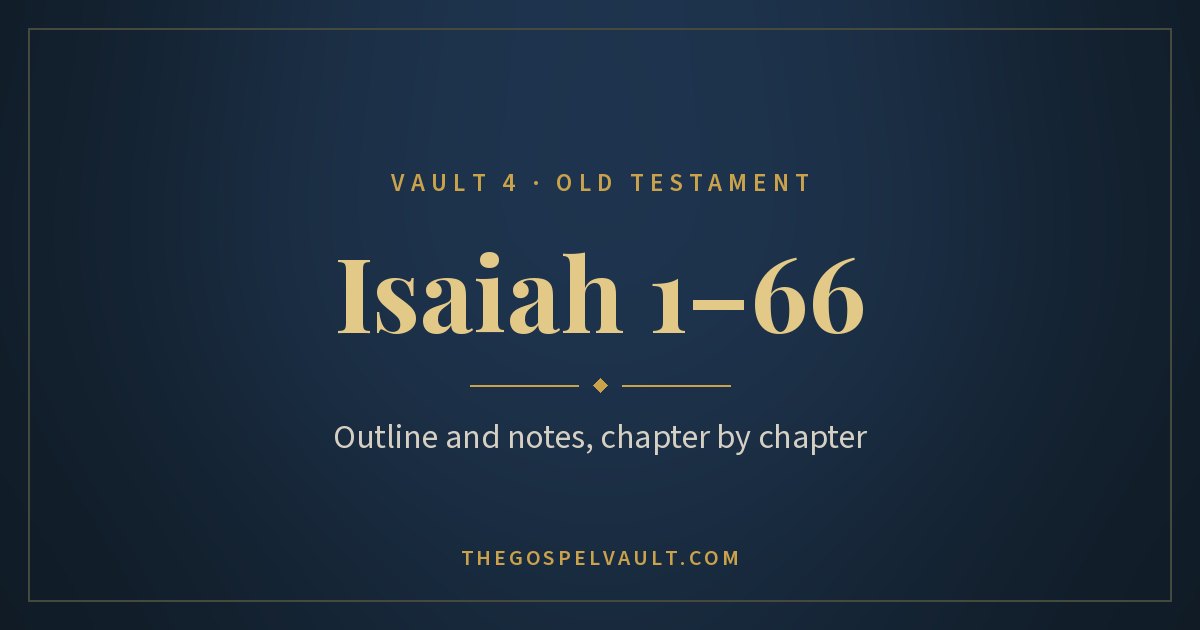 VAULT 4 · OLD TESTAMENT
Isaiah 1–66
Outline and notes, chapter by chapter
THEGOSPELVAULT.COM